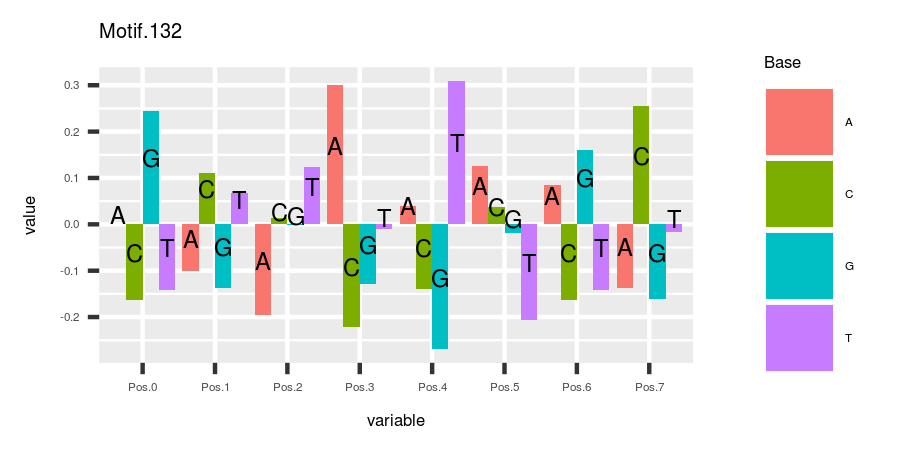 Motif.132
value
0.3
0.2
0.1
0.0
-0.1
-0.2
A C G T A C G T A C G T A C G T A C G T A C G T A C G T A C G T
Pos.0 Pos.1 Pos.2 Pos.3 Pos.4 Pos.5 Pos.6 Pos.7
variable
Base
A
C
G
T